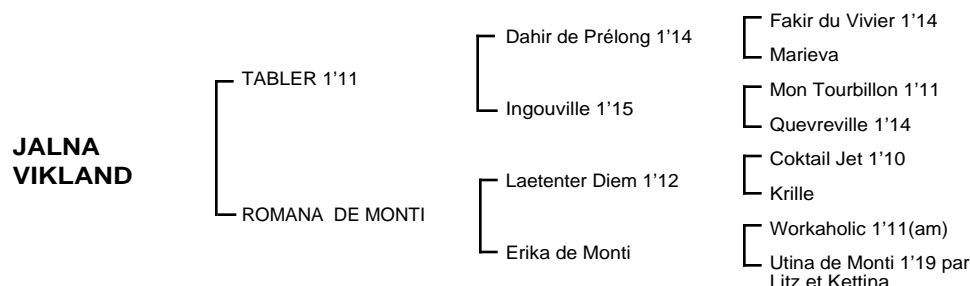 JALNA
VIKLAND
TABLER 1’11
ROMANA DE MONTI
Dahir de Prélong 1’14
Ingouville 1’15
Laetenter Diem 1’12
Erika de Monti
Fakir du Vivier 1’14
Marieva
Mon Tourbillon 1’11
Quevreville 1’14
Coktail Jet 1’10
Krille
Workaholic 1’11(am)
Utina de Monti 1’19 par
Litz et Kettina